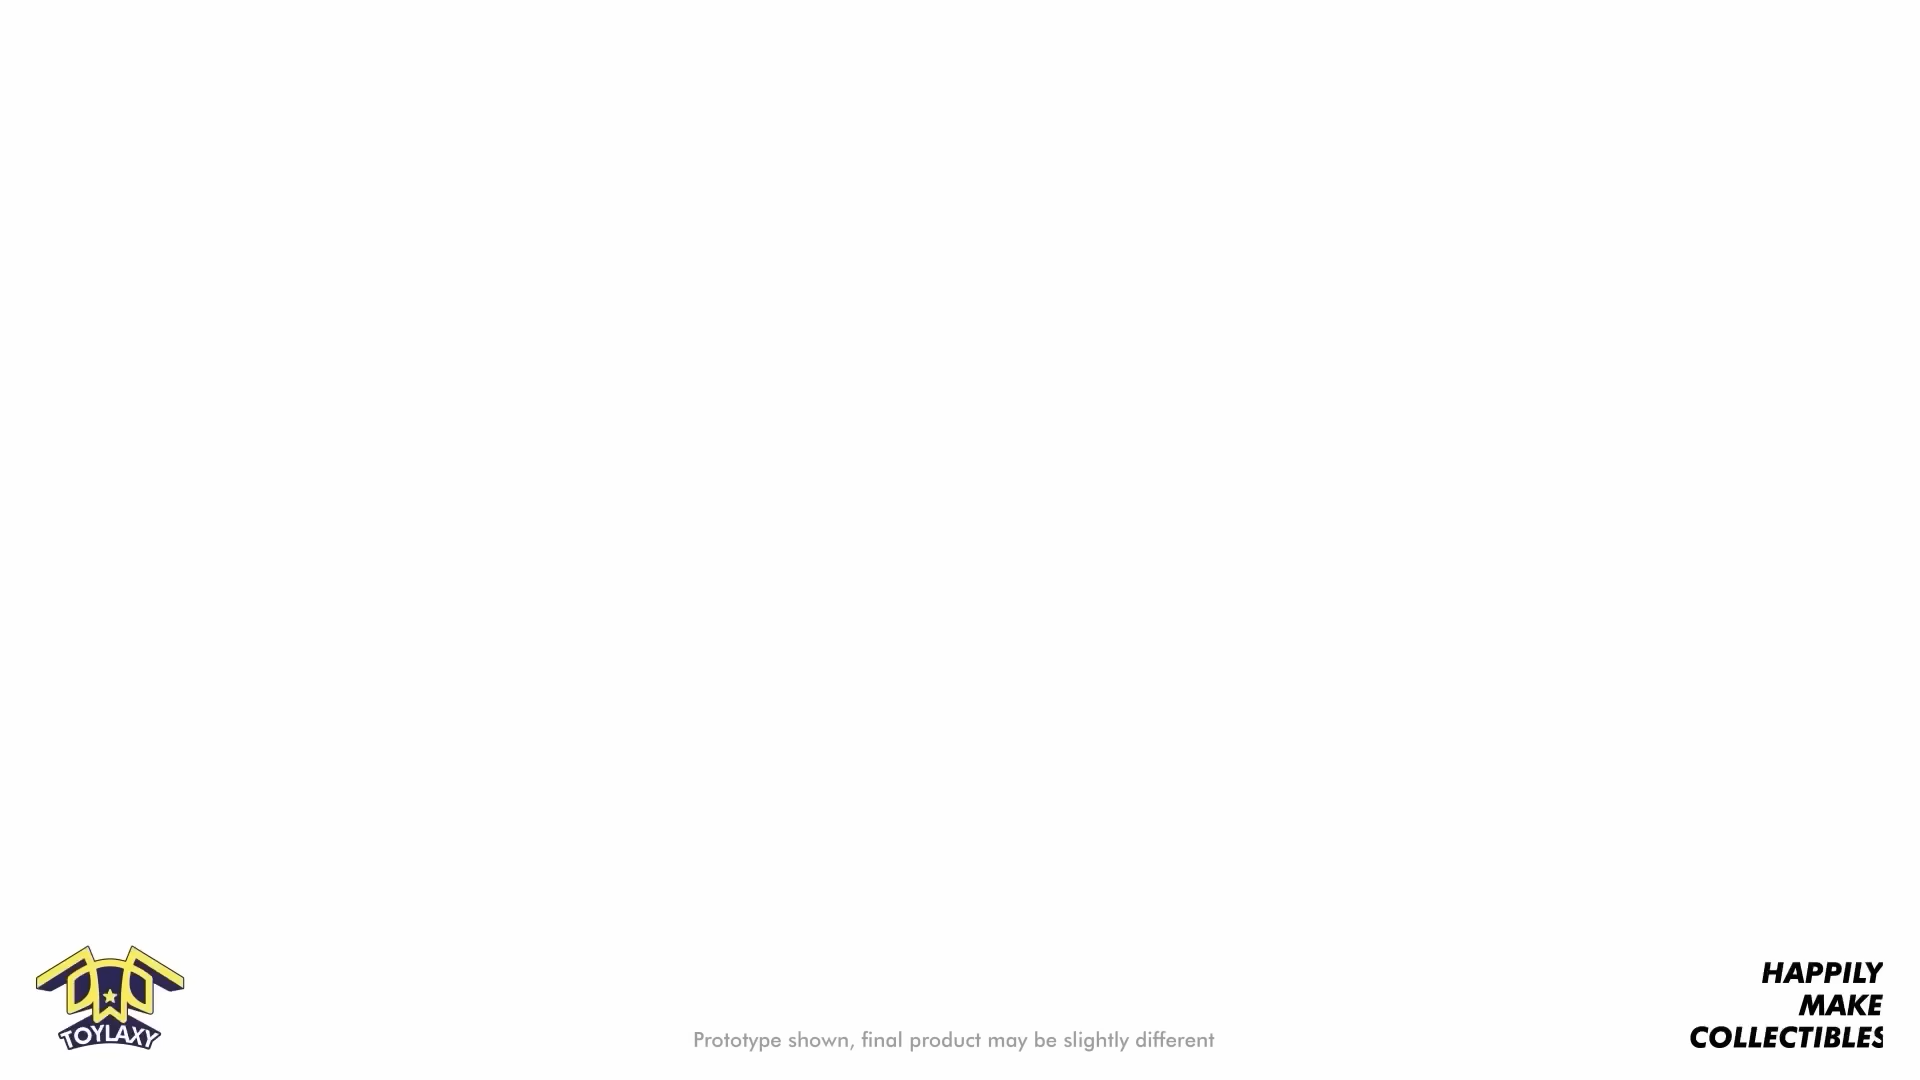 TOYLAXY
Prototype shown, final product may be slightly different
HAPPILY
MAKE
COLLECTIBLES